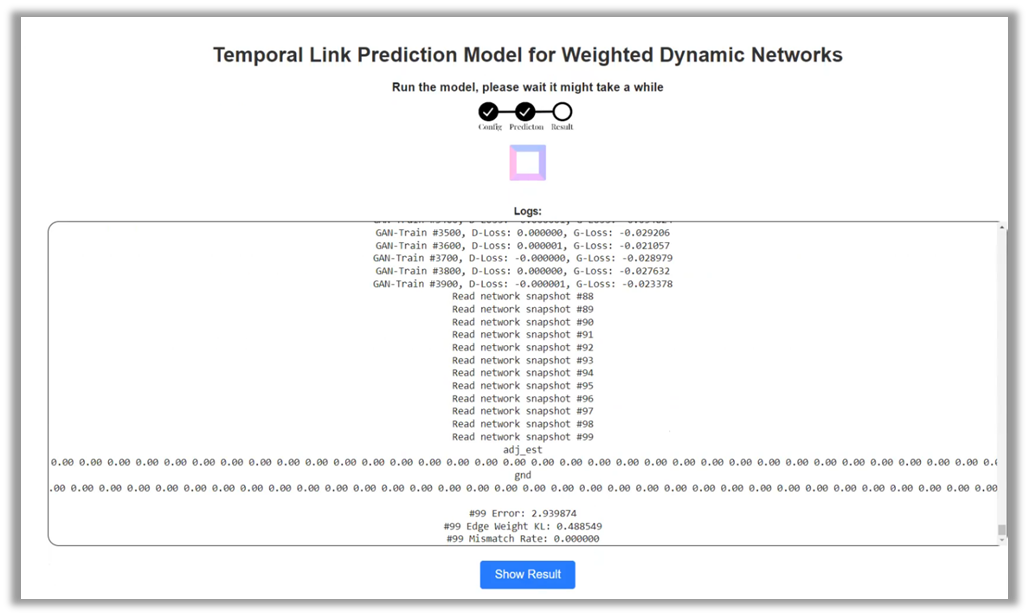 Temporal Link Prediction Model for Weighted Dynamic Networks
Run the model, please wait it might take a while
Config Predicton Result
Logs:
GAN-Train #3500, D-Loss: 0.000000, G-Loss: -0.029206
GAN-Train #3600, D-Loss: 0.000001, G-Loss: -0.021057
GAN-Train #3700, D-Loss: -0.000000, G-Loss: -0.028979
GAN-Train #3800, D-Loss: 0.000000, G-Loss: -0.027632
GAN-Train #3900, D-Loss: -0.000001, G-Loss: -0.023378
Read network snapshot #88
Read network snapshot #89
Read network snapshot #90
Read network snapshot #91
Read network snapshot #92
Read network snapshot #93
Read network snapshot #94
Read network snapshot #95
Read network snapshot #96
Read network snapshot #97
Read network snapshot #98
Read network snapshot #99
adj_est
0.00 0.00 0.00 0.00 0.00 0.00 0.00 0.00 0.00 0.00 0.00 0.00 0.00 0.00 0.00 0.00 0.00 0.00 0.00 0.00 0.00 0.00 0.00 0.00 0.00 0.00 0.00 0.00 0.00 0.00 0.00 0.00 0.00
gnd
.00 0.00 0.00 0.00 0.00 0.00 0.00 0.00 0.00 0.00 0.00 0.00 0.00 0.00 0.00 0.00 0.00 0.00 0.00 0.00 0.00 0.00 0.00 0.00 0.00 0.00 0.00 0.00 0.00 0.00 0.00 0.00 0.00 0.00
#99 Error: 2.939874
#99 Edge Weight KL: 0.488549
#99 Mismatch Rate: 0.000000
Show Result